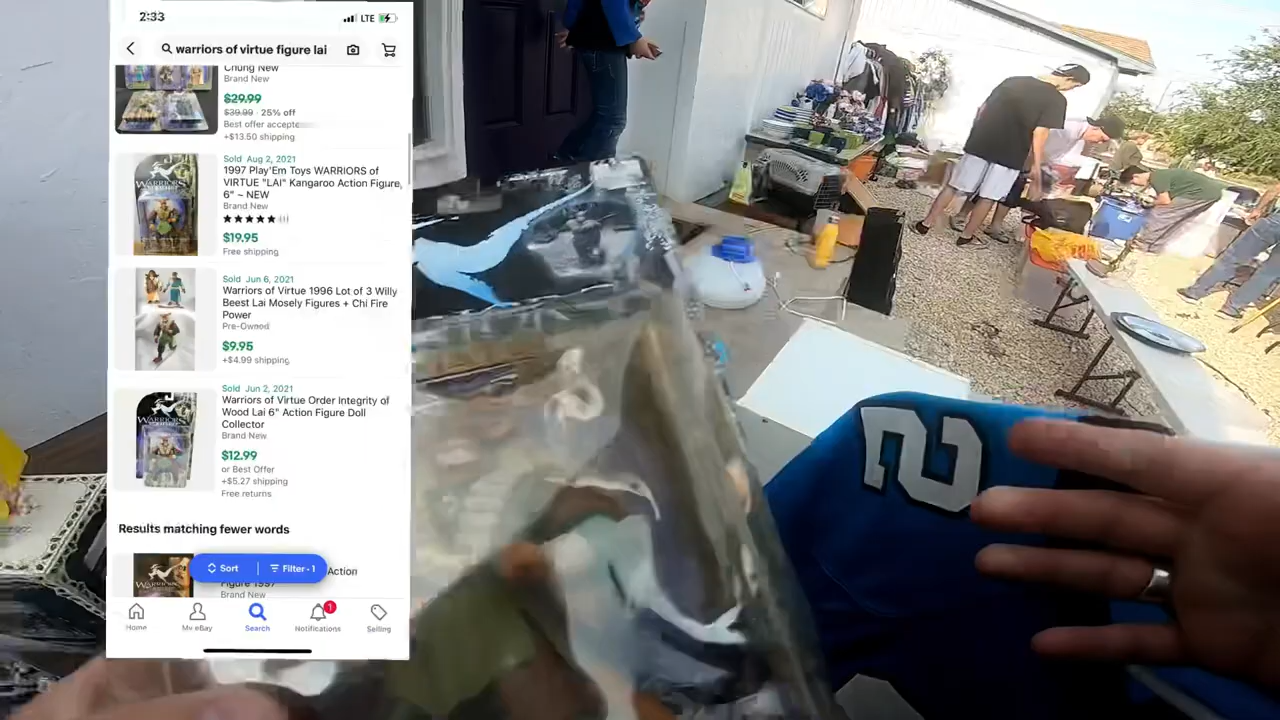 2:33
LTE
warriors of virtue figure lai
Chung New
Brand New
$29.99
$39.99 · 25% off
Best offer accepte
+$13.50 shipping
Sold Aug 2, 2021
1997 Play'Em Toys WARRIORS of
VIRTUE "LAI" Kangaroo Action Figure,
6" ~ NEW
Brand New
$19.95
Free shipping
Sold Jun 6, 2021
Warriors of Virtue 1996 Lot of 3 Willy
Beest Lai Mosely Figures + Chi Fire
Power
Pre-Owned
$9.95
+$4.99 shipping
Sold Jun 2, 2021
Warriors of Virtue Order Integrity of
Wood Lai 6" Action Figure Doll
Collector
Brand New
$12.99
or Best Offer
+$5.27 shipping
Free returns
Results matching fewer words
Action
Figure 1997
Brand New
Sort
Filter - 1
1
Home
My eBay
Search
Notifications
Selling
WARRIORS
WARRIORS
WARRIORS
2